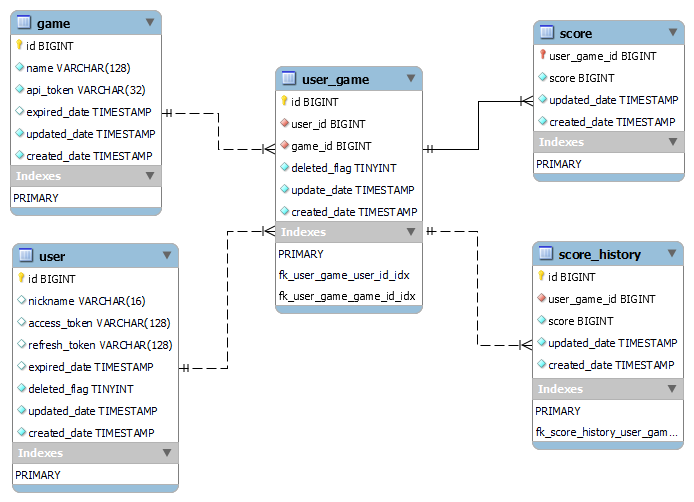 game
id BIGINT
name VARCHAR(128)
api_token VARCHAR(32)
expired_date TIMESTAMP
updated_date TIMESTAMP
created_date TIMESTAMP
Indexes
PRIMARY
user
id BIGINT
nickname VARCHAR(16)
access_token VARCHAR(128)
refresh_token VARCHAR(128)
expired_date TIMESTAMP
deleted_flag TINYINT
updated_date TIMESTAMP
created_date TIMESTAMP
Indexes
PRIMARY
user_game
id BIGINT
user_id BIGINT
game_id BIGINT
deleted_flag TINYINT
update_date TIMESTAMP
created_date TIMESTAMP
Indexes
PRIMARY
fk_user_game_user_id_idx
fk_user_game_game_id_idx
score
user_game_id BIGINT
score BIGINT
updated_date TIMESTAMP
created_date TIMESTAMP
Indexes
PRIMARY
score_history
id BIGINT
user_game_id BIGINT
score BIGINT
updated_date TIMESTAMP
created_date TIMESTAMP
Indexes
PRIMARY
fk_score_history_user_gam...